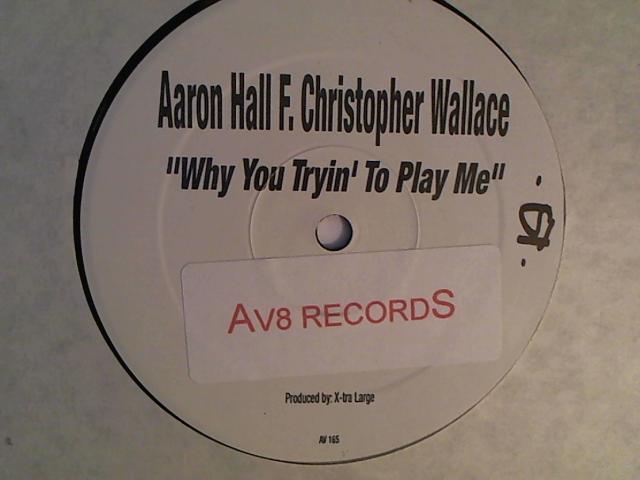 Aaron Hall F. Christopher Wallace
"Why You Tryin' To Play Me"
AV8 RECORDS
Produced by: X-tra Large
AV 165